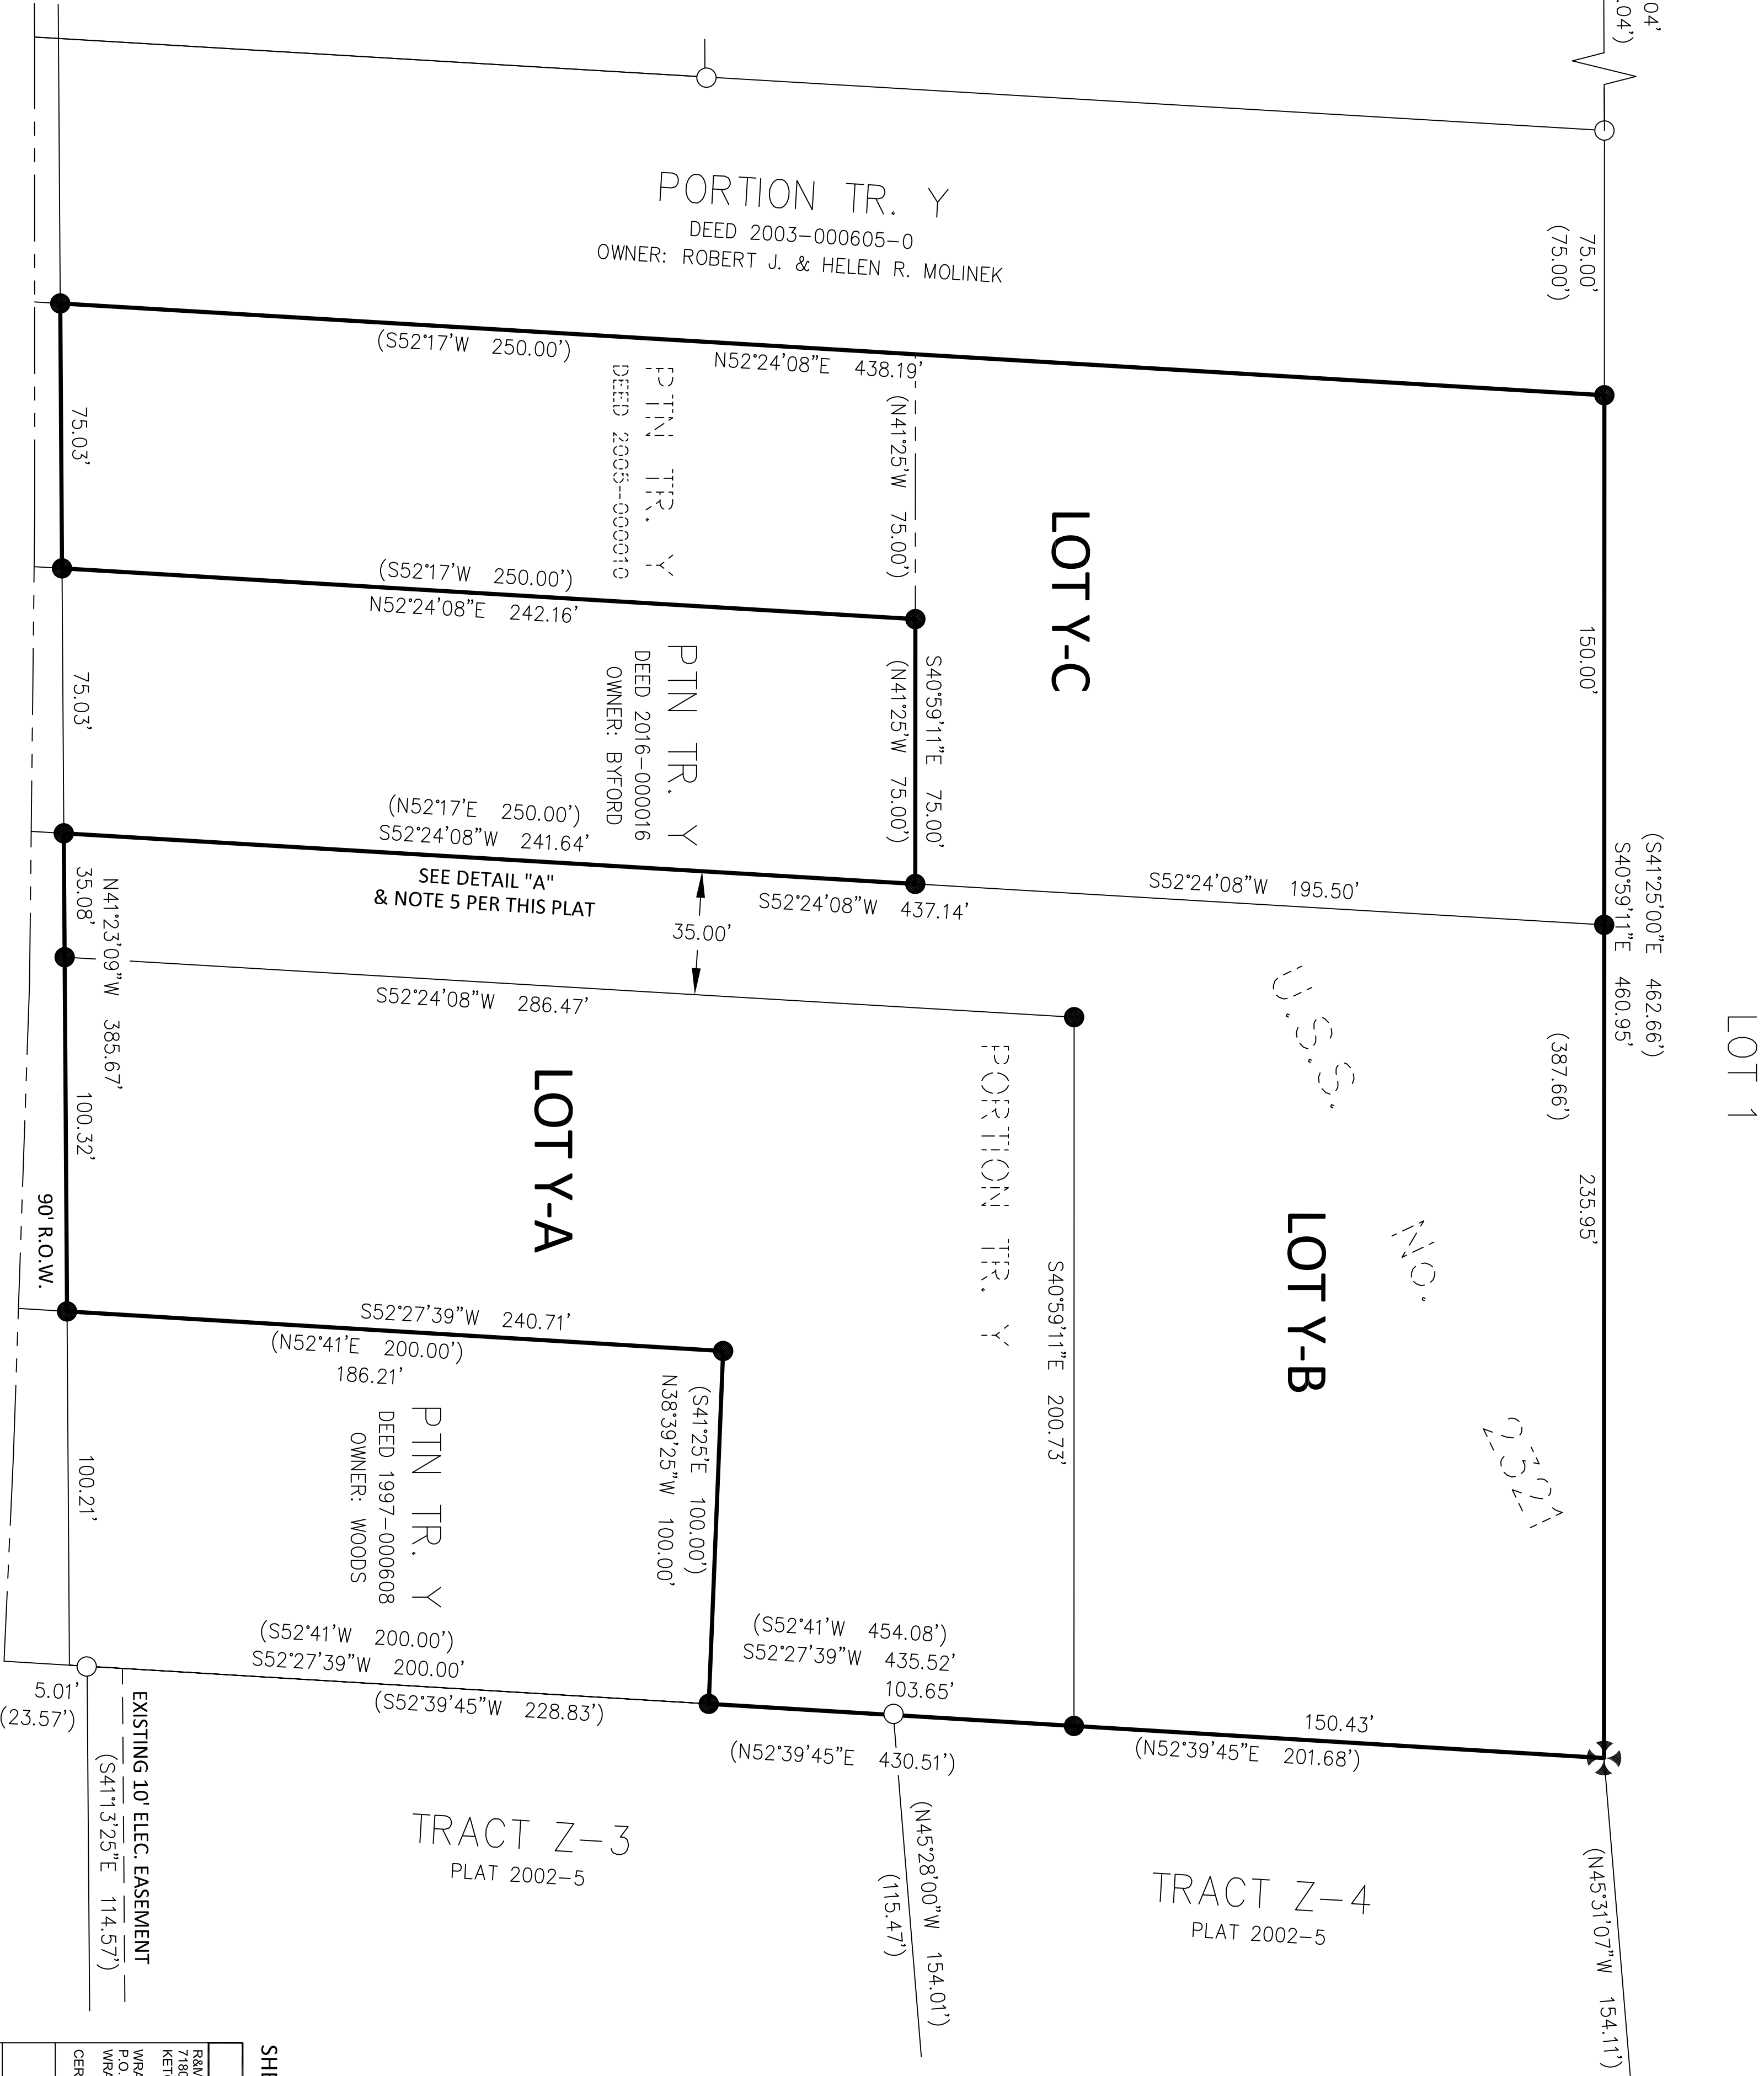 04'
.04')
75.00'
(75.00')
PORTION TR. Y
DEED 2003-000605-0
OWNER: ROBERT J. & HELEN R. MOLINEK
(S52°17'W 250.00')
N52°24'08"E 438.19'
75.03'
PTN TR. Y
DEED 2005-000010
(N41°25'W 75.00')
LOT Y-C
150.00'
(S52°17'W 250.00')
N52°24'08"E 242.16'
75.03'
PTN TR. Y
DEED 2016-000016
OWNER: BYFORD
S40°59'11"E 75.00'
(N41°25'W 75.00')
(N52°17'E 250.00')
S52°24'08"W 241.64'
SEE DETAIL "A"
& NOTE 5 PER THIS PLAT
S52°24'08"W 437.14'
S52°24'08"W 195.50'
(S41°25'00"E 462.66')
S40°59'11"E 460.95'
LOT 1
35.00'
35.08'
N41°23'09"W 385.67'
S52°24'08"W 286.47'
(387.66')
235.95'
U.S.S. NO. 2321
100.32'
LOT Y-A
PORTION TR. Y
LOT Y-B
S40°59'11"E 200.73'
90' R.O.W.
S52°27'39"W 240.71'
(N52°41'E 200.00')
186.21'
PTN TR. Y
DEED 1997-000608
OWNER: WOODS
(S41°25'E 100.00')
N38°39'25"W 100.00'
100.21'
(S52°41'W 200.00')
S52°27'39"W 200.00'
(S52°39'45"W 228.83')
(S52°41'W 454.08')
S52°27'39"W 435.52'
103.65'
(N52°39'45"E 430.51')
150.43'
(N52°39'45"E 201.68')
5.01'
(23.57')
EXISTING 10' ELEC. EASEMENT
(S41°13'25"E 114.57')
TRACT Z-3
PLAT 2002-5
(N45°28'00"W 154.01')
(115.47')
TRACT Z-4
PLAT 2002-5
(N45°31'07"W 154.11')
SHE
R&M
7180
KET
WRA
P.O.
WRA
CER